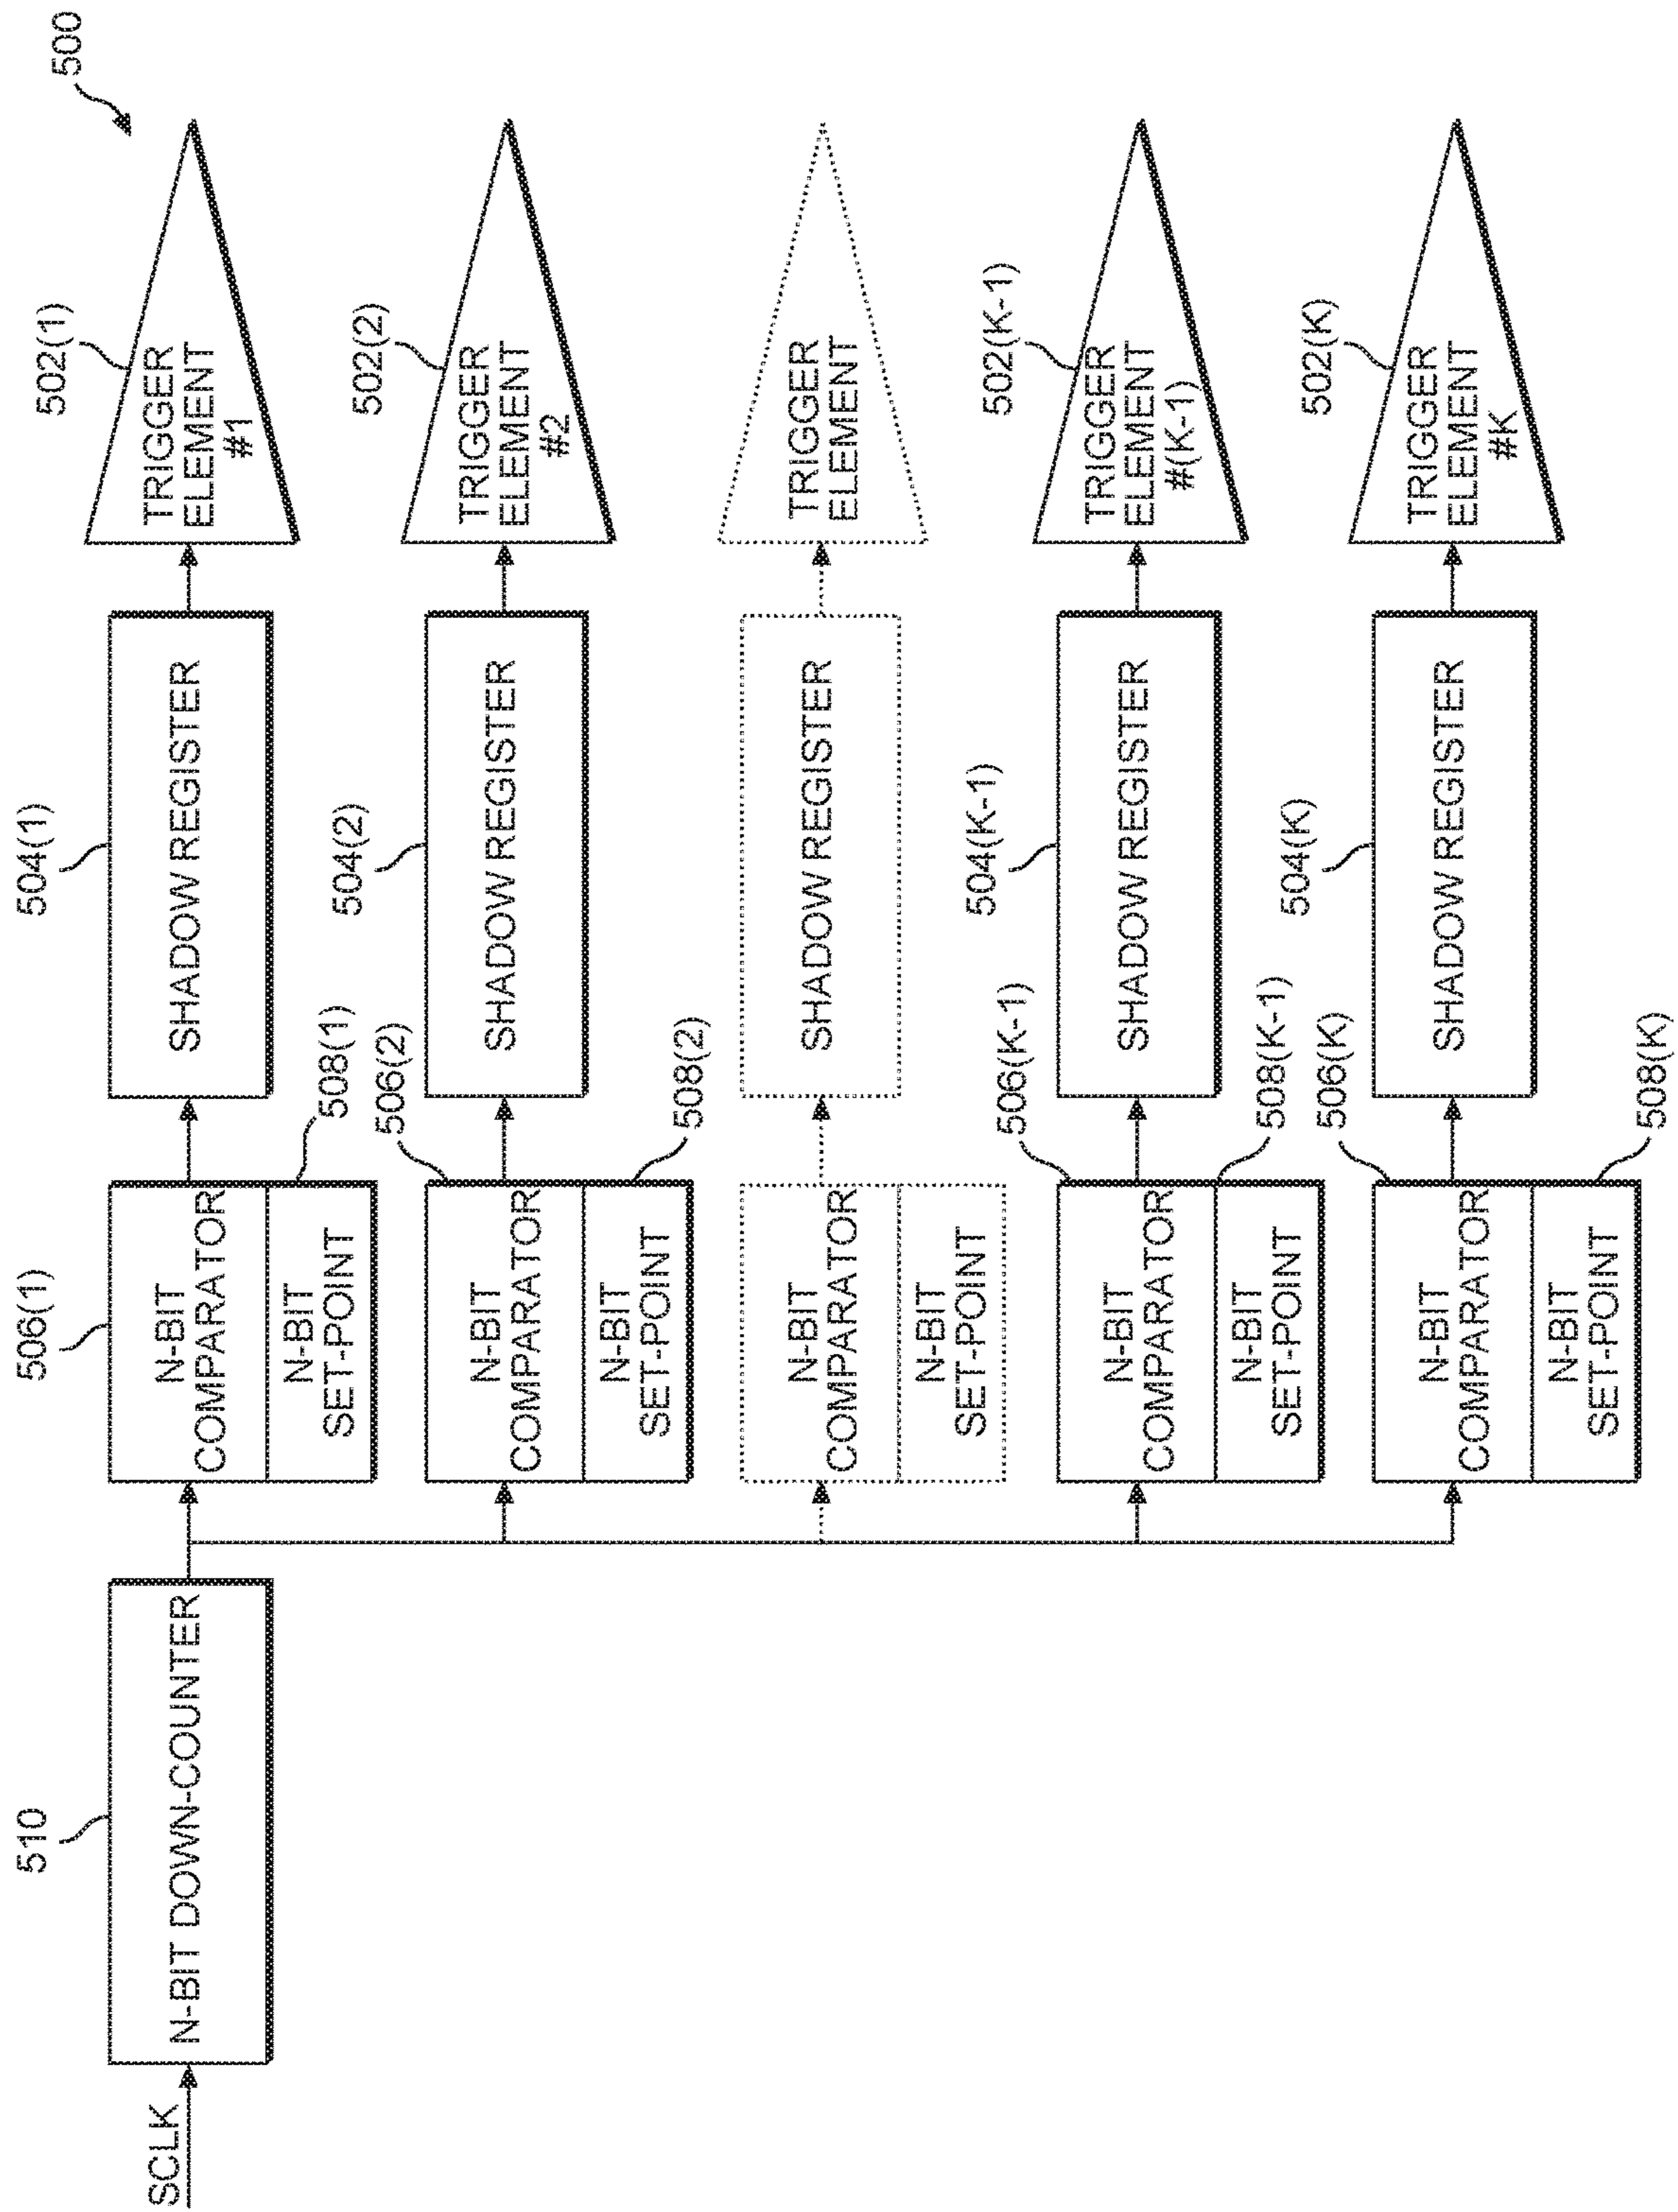 500
SCLK
510
N-BIT DOWN-COUNTER
506(1)
N-BIT
COMPARATOR
N-BIT
SET-POINT
508(1)
504(1)
SHADOW REGISTER
502(1)
TRIGGER
ELEMENT
#1
506(2)
N-BIT
COMPARATOR
N-BIT
SET-POINT
508(2)
504(2)
SHADOW REGISTER
502(2)
TRIGGER
ELEMENT
#2
N-BIT
COMPARATOR
N-BIT
SET-POINT
SHADOW REGISTER
TRIGGER
ELEMENT
506(K-1)
N-BIT
COMPARATOR
N-BIT
SET-POINT
508(K-1)
504(K-1)
SHADOW REGISTER
502(K-1)
TRIGGER
ELEMENT
#(K-1)
506(K)
N-BIT
COMPARATOR
N-BIT
SET-POINT
508(K)
504(K)
SHADOW REGISTER
502(K)
TRIGGER
ELEMENT
#K